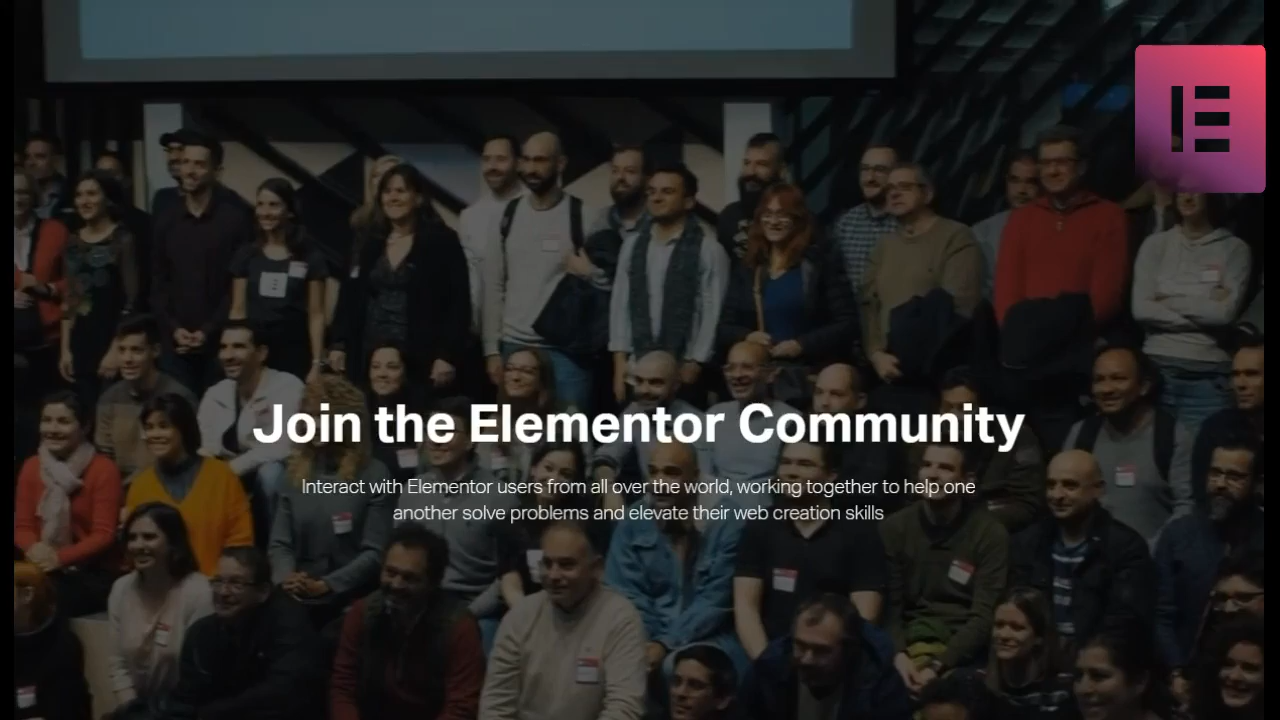 Join the Elementor Community
Interact with Elementor users from all over the world, working together to help one
another solve problems and elevate their web creation skills